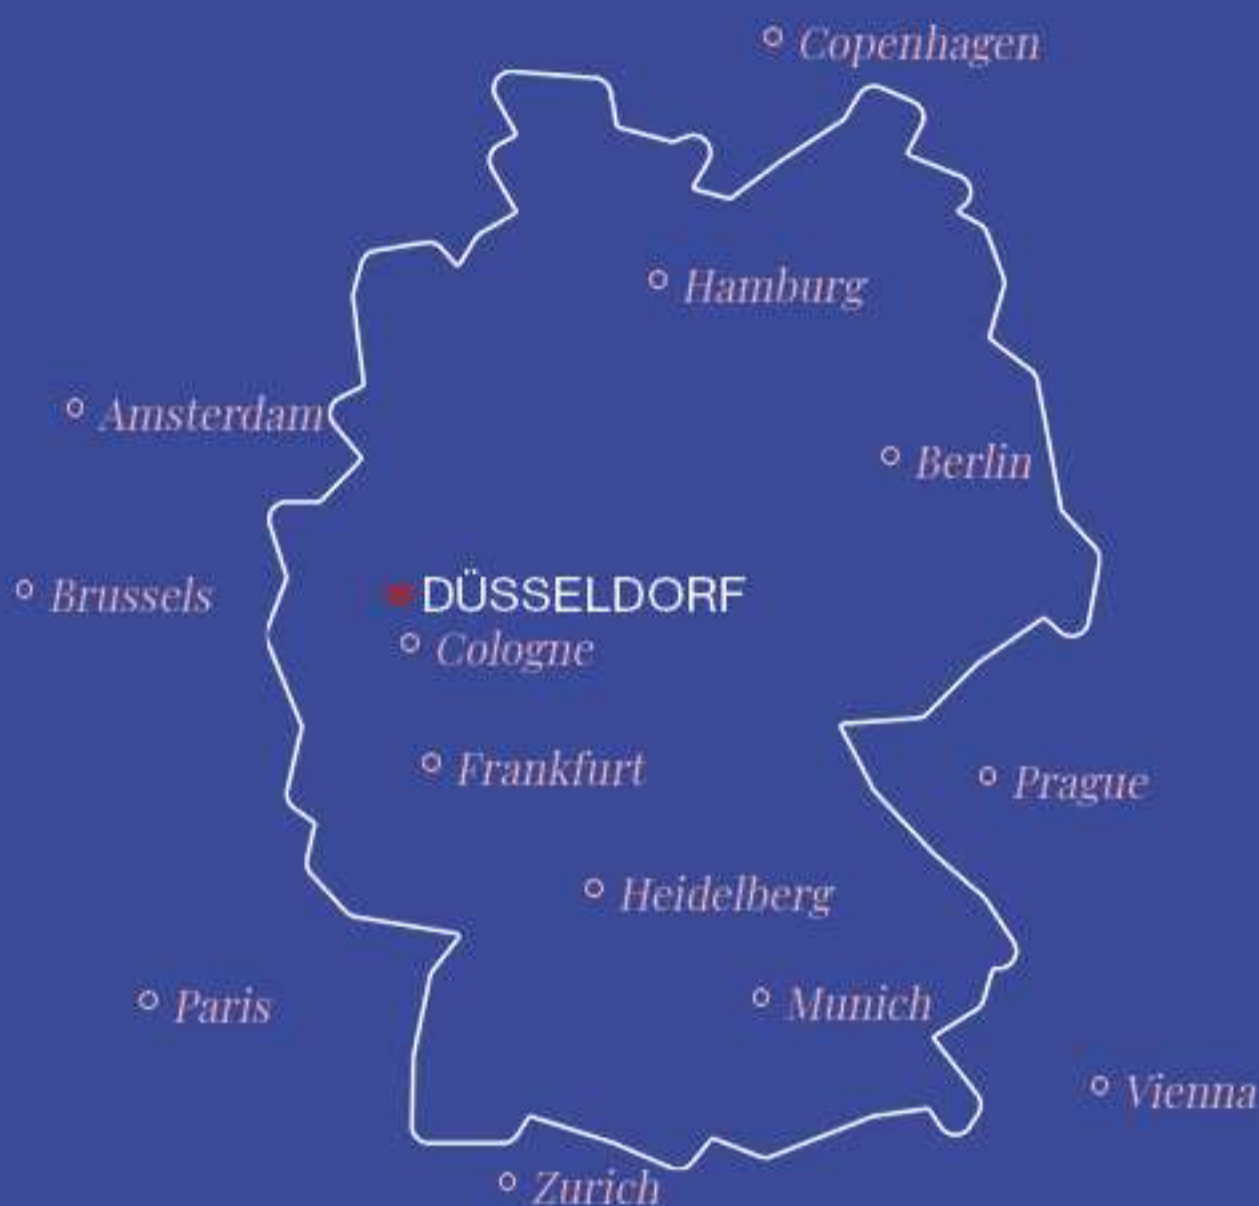 Copenhagen
Hamburg
Amsterdam
Berlin
Brussels
DÜSSELDORF
Cologne
Frankfurt
Prague
Heidelberg
Paris
Munich
Vienna
Zurich